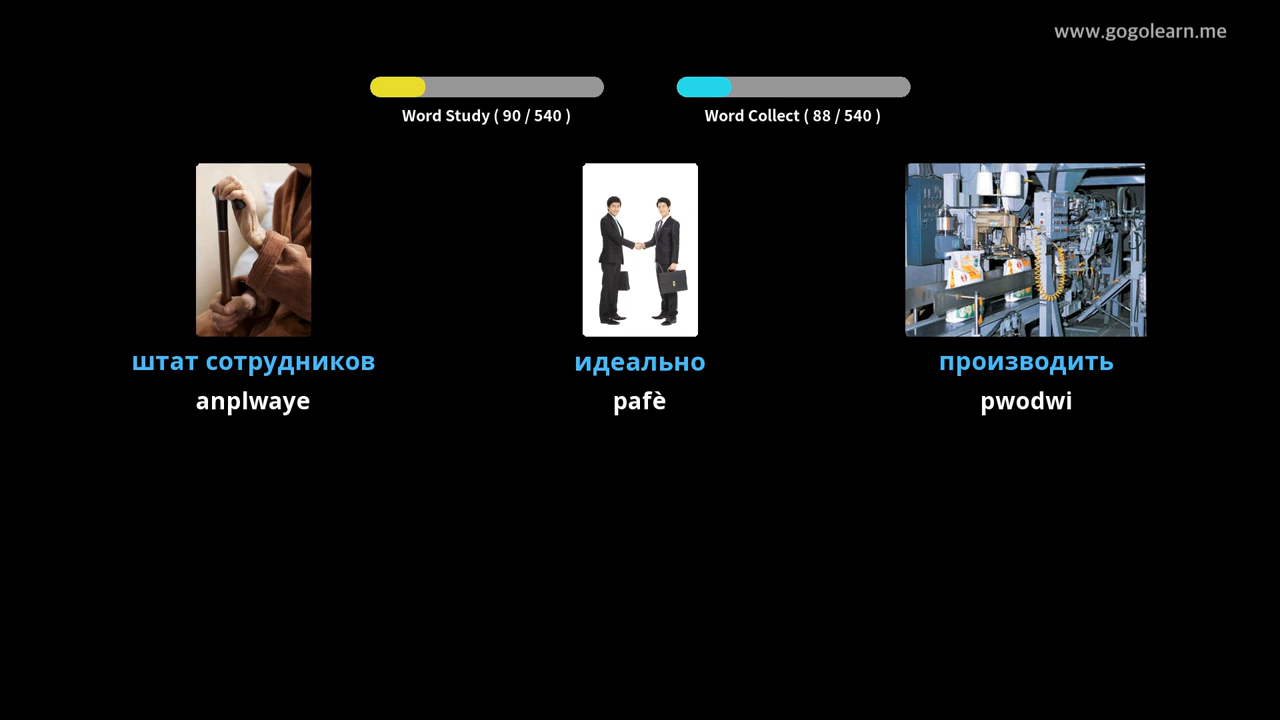 www.gogolearn.me
Word Study ( 90 / 540 )
Word Collect ( 88 / 540 )
штат сотрудников
идеально
производить
anplwaye
pafè
pwodwi